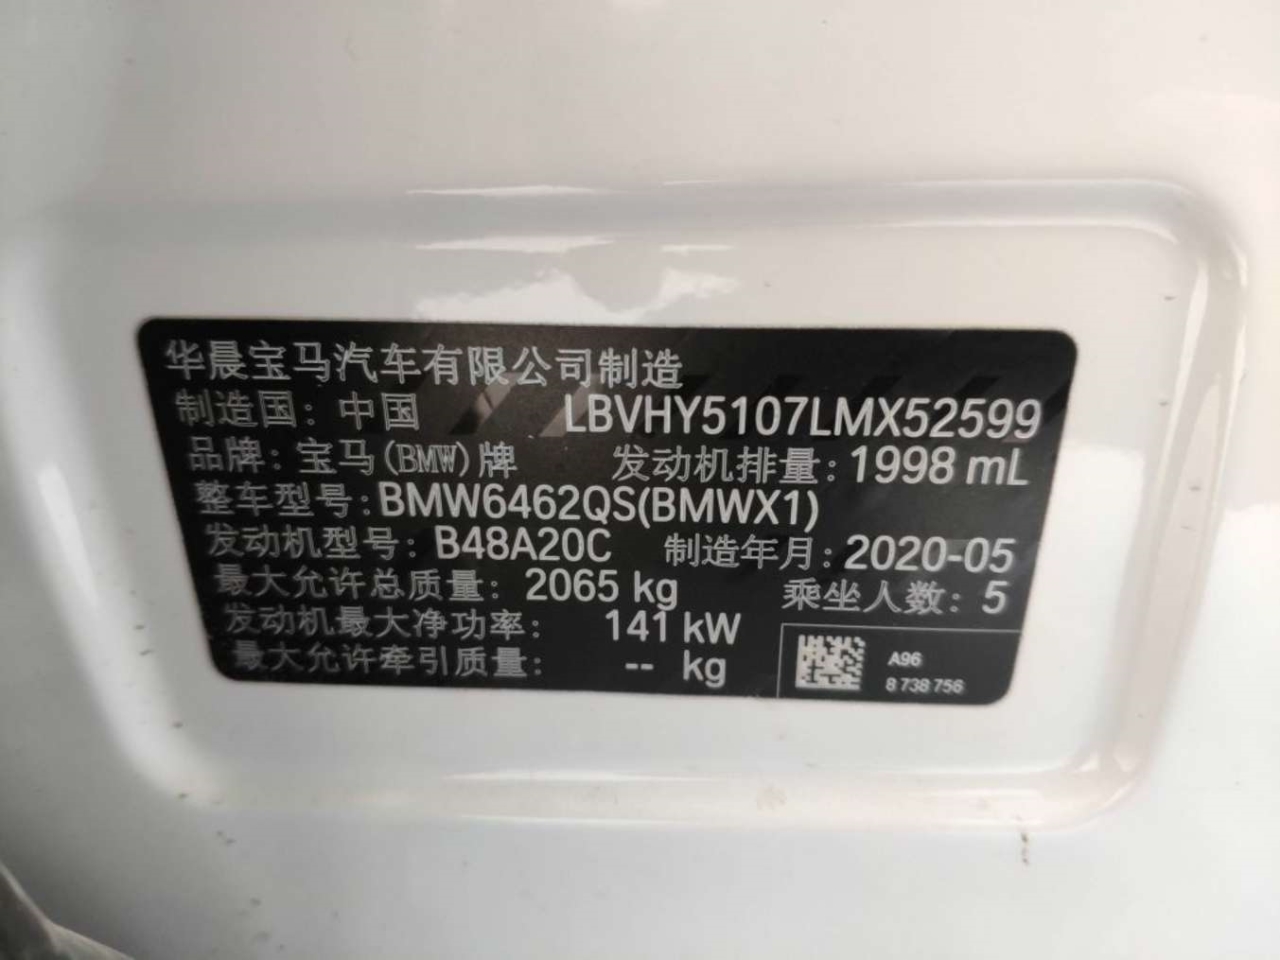 华晨宝马汽车有限公司制造
制造国: 中国 LBVHY5107LMX52599
品牌: 宝马(BMW)牌 发动机排量: 1998 mL
整车型号: BMW6462QS(BMWX1)
发动机型号: B48A20C 制造年月: 2020-05
最大允许总质量: 2065 kg 乘坐人数: 5
发动机最大净功率: 141 kW
最大允许牵引质量: -- kg
A96
8 738 756